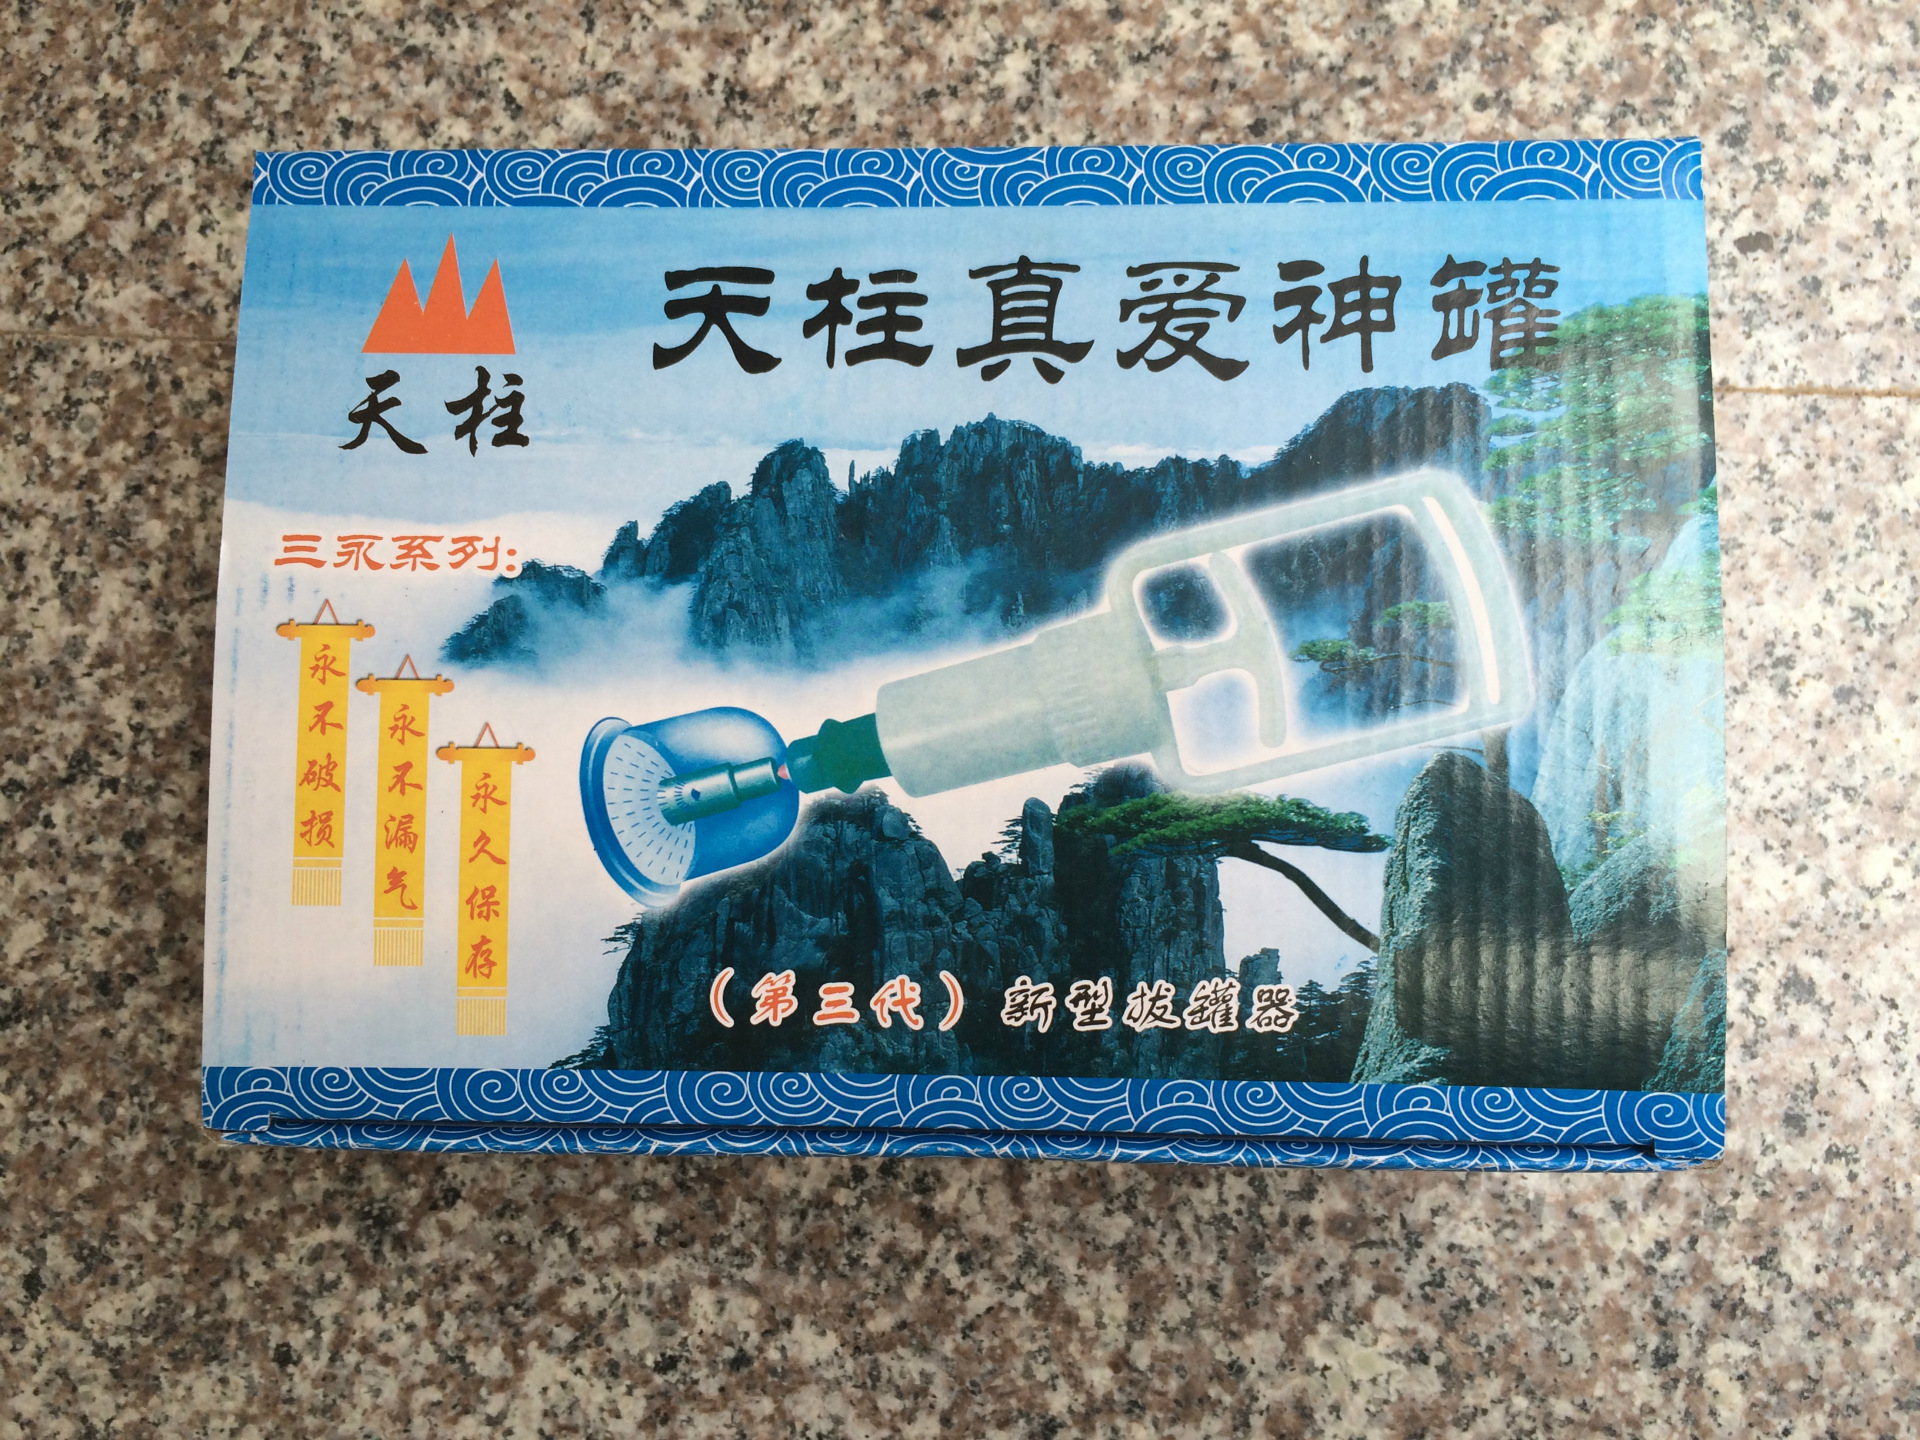 天柱真爱神罐
天柱
三永系列:
永不破损
永不漏气
永久保存
(第三代)新型拔罐器